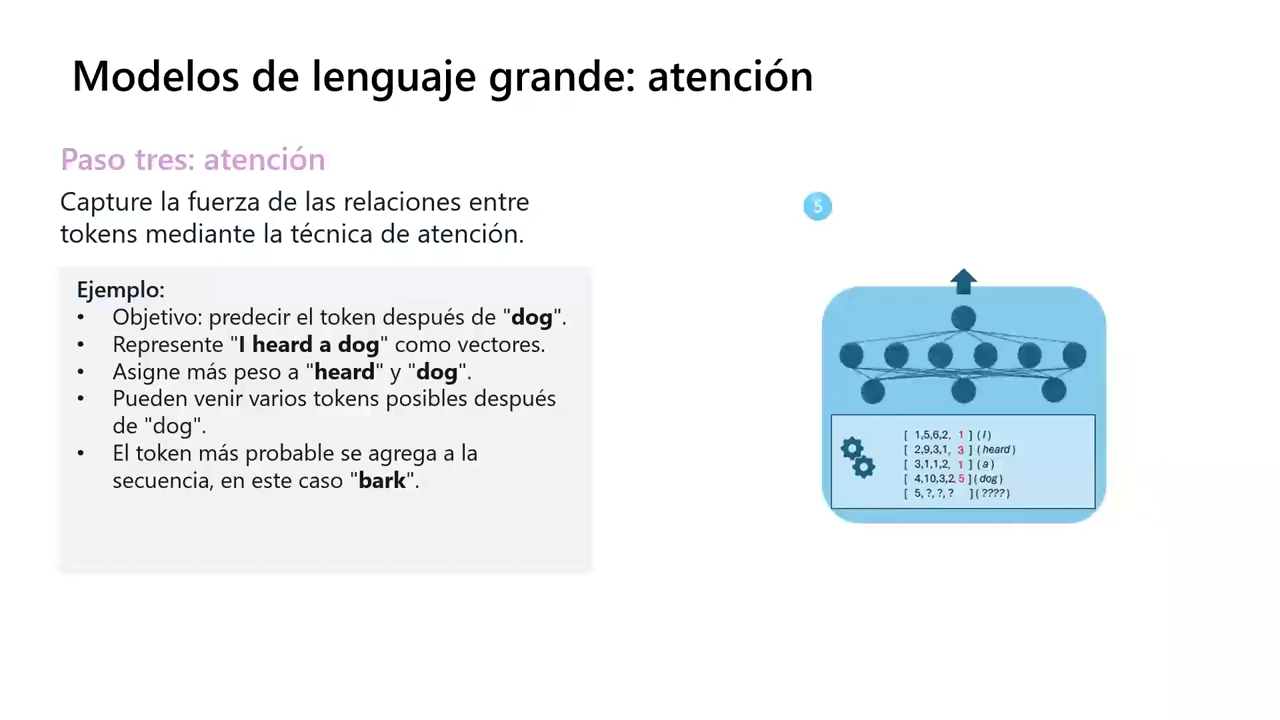 Modelos de lenguaje grande: atención
Paso tres: atención
Capture la fuerza de las relaciones entre
tokens mediante la técnica de atención.
Ejemplo:
• Objetivo: predecir el token después de "dog".
• Represente "I heard a dog" como vectores.
• Asigne más peso a "heard" y "dog".
• Pueden venir varios tokens posibles después
de "dog".
• El token más probable se agrega a la
secuencia, en este caso "bark".
5
[ 1,5,6,2, 1 ] ( I )
[ 2,9,3,1, 3 ] ( heard )
[ 3,1,1,2, 1 ] ( a )
[ 4,10,3,2, 5 ] ( dog )
[ 5, ?, ?, ? ] ( ???? )